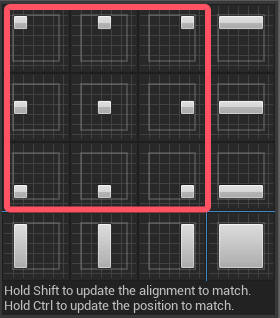 Hold Shift to update the alignment to match.
Hold Ctrl to update the position to match.